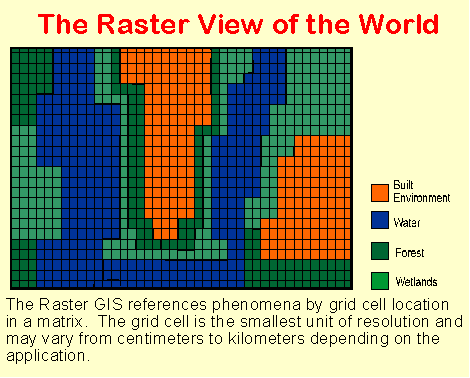 The Raster View of the World
Built
Environment
Water
Forest
Wetlands
The Raster GIS references phenomena by grid cell location
in a matrix.  The grid cell is the smallest unit of resolution and
may vary from centimeters to kilometers depending on the
application.